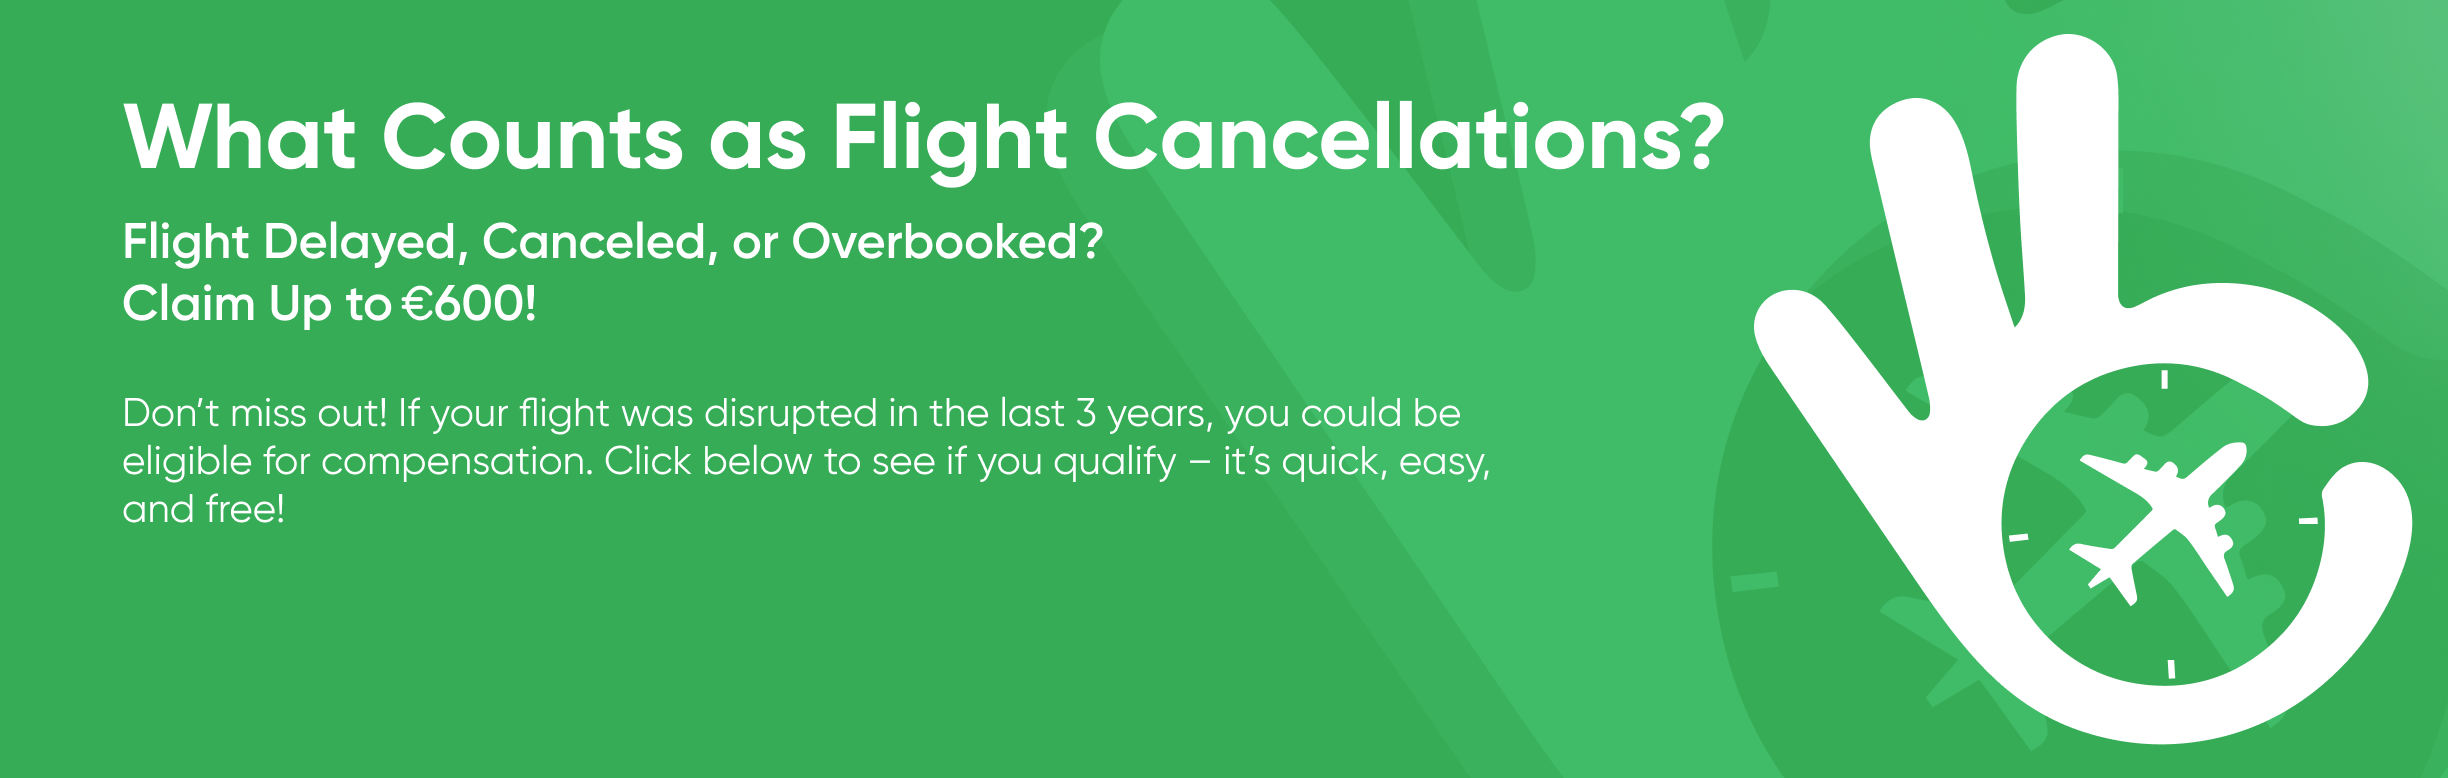 What Counts as Flight Cancellations?
Flight Delayed, Canceled, or Overbooked?
Claim Up to €600!
Don’t miss out! If your flight was disrupted in the last 3 years, you could be
eligible for compensation. Click below to see if you qualify – it’s quick, easy,
and free!